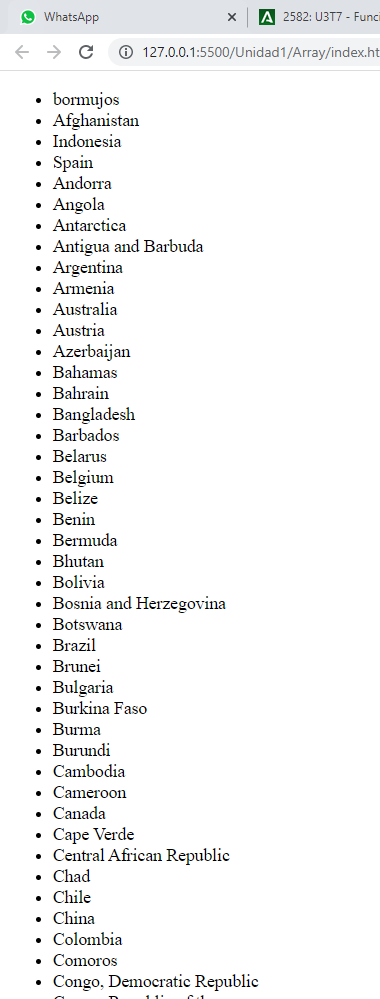 WhatsApp
2582: U3T7 - Funci
127.0.0.1:5500/Unidad1/Array/index.ht
bormujos
Afghanistan
Indonesia
Spain
Andorra
Angola
Antarctica
Antigua and Barbuda
Argentina
Armenia
Australia
Austria
Azerbaijan
Bahamas
Bahrain
Bangladesh
Barbados
Belarus
Belgium
Belize
Benin
Bermuda
Bhutan
Bolivia
Bosnia and Herzegovina
Botswana
Brazil
Brunei
Bulgaria
Burkina Faso
Burma
Burundi
Cambodia
Cameroon
Canada
Cape Verde
Central African Republic
Chad
Chile
China
Colombia
Comoros
Congo, Democratic Republic